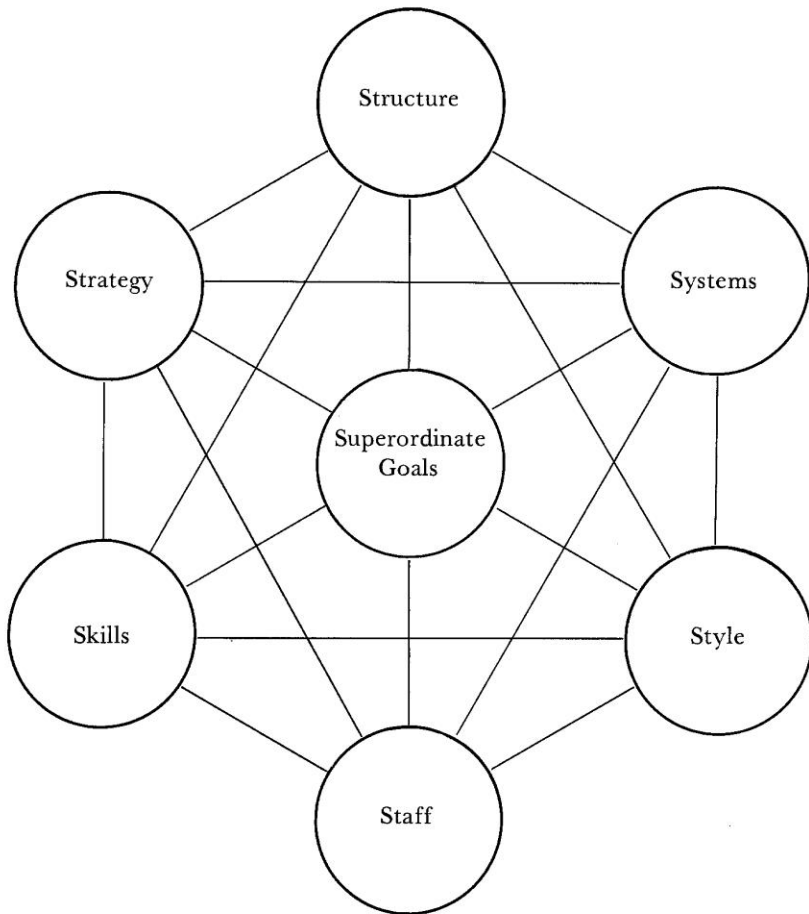 Structure
Strategy
Systems
Superordinate
Goals
Skills
Style
Staff